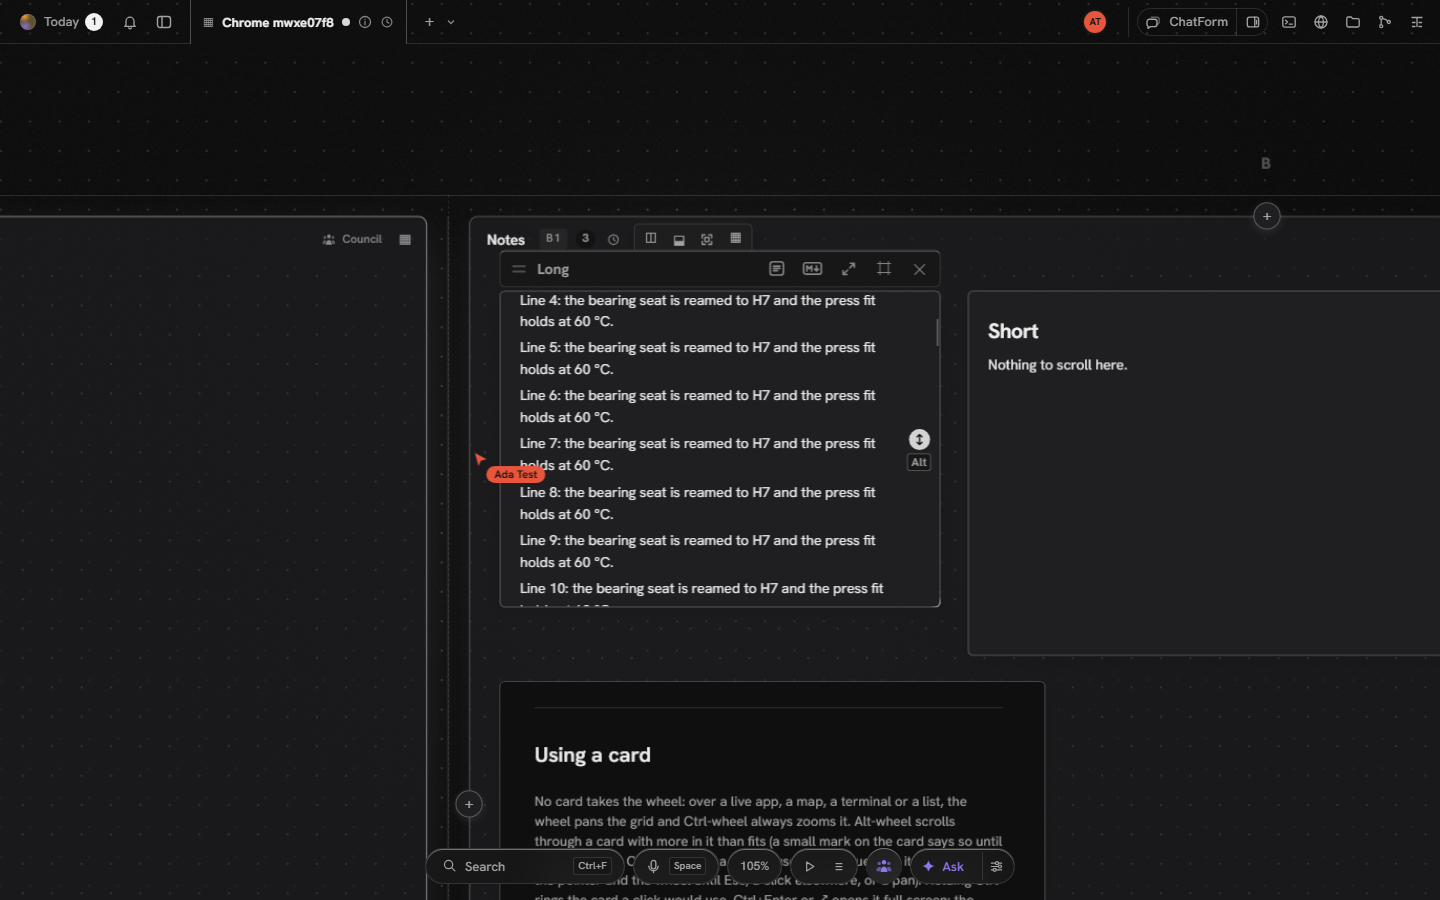 Today 1
Chrome mwxe07f8
AT
ChatForm
B
Council
Notes B1 3
Long
Line 4: the bearing seat is reamed to H7 and the press fit
holds at 60 °C.
Line 5: the bearing seat is reamed to H7 and the press fit
holds at 60 °C.
Line 6: the bearing seat is reamed to H7 and the press fit
holds at 60 °C.
Line 7: the bearing seat is reamed to H7 and the press fit
holds at 60 °C.
Line 8: the bearing seat is reamed to H7 and the press fit
holds at 60 °C.
Line 9: the bearing seat is reamed to H7 and the press fit
holds at 60 °C.
Line 10: the bearing seat is reamed to H7 and the press fit
Alt
Ada Test
Short
Nothing to scroll here.
Using a card
No card takes the wheel: over a live app, a map, a terminal or a list, the
wheel pans the grid and Ctrl-wheel always zooms it. Alt-wheel scrolls
through a card with more in it than fits (a small mark on the card says so until
Search Ctrl+F
Space
105%
Ask